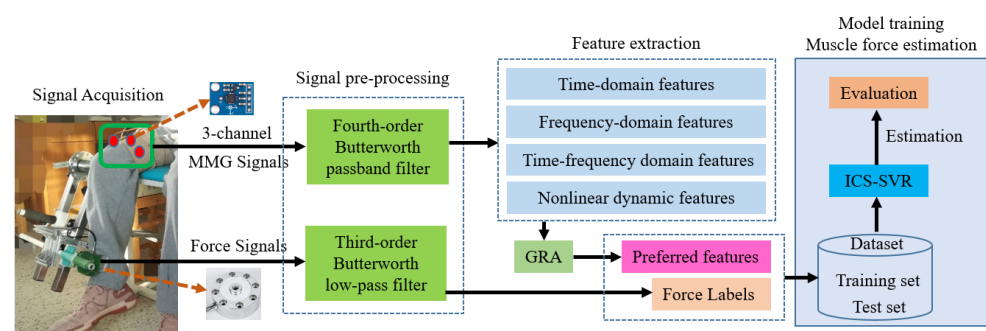 Model training
Muscle force estimation
Feature extraction
Signal pre-processing
Signal Acquisition
3-channel
MMG Signals
Fourth-order
Butterworth
passband filter
Time-domain features
Frequency-domain features
Time-frequency domain features
Nonlinear dynamic features
Evaluation
Estimation
ICS-SVR
Force Signals
Third-order
Butterworth
low-pass filter
GRA
Preferred features
Force Labels
Dataset
Training set
Test set